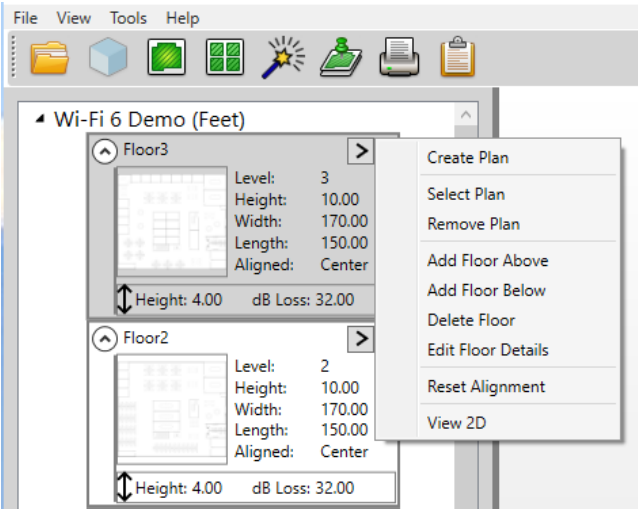 File View Tools Help
Wi-Fi 6 Demo (Feet)
Floor3
Level: 3
Height: 10.00
Width: 170.00
Length: 150.00
Aligned: Center
Height: 4.00 dB Loss: 32.00
Floor2
Level: 2
Height: 10.00
Width: 170.00
Length: 150.00
Aligned: Center
Height: 4.00 dB Loss: 32.00
Create Plan
Select Plan
Remove Plan
Add Floor Above
Add Floor Below
Delete Floor
Edit Floor Details
Reset Alignment
View 2D